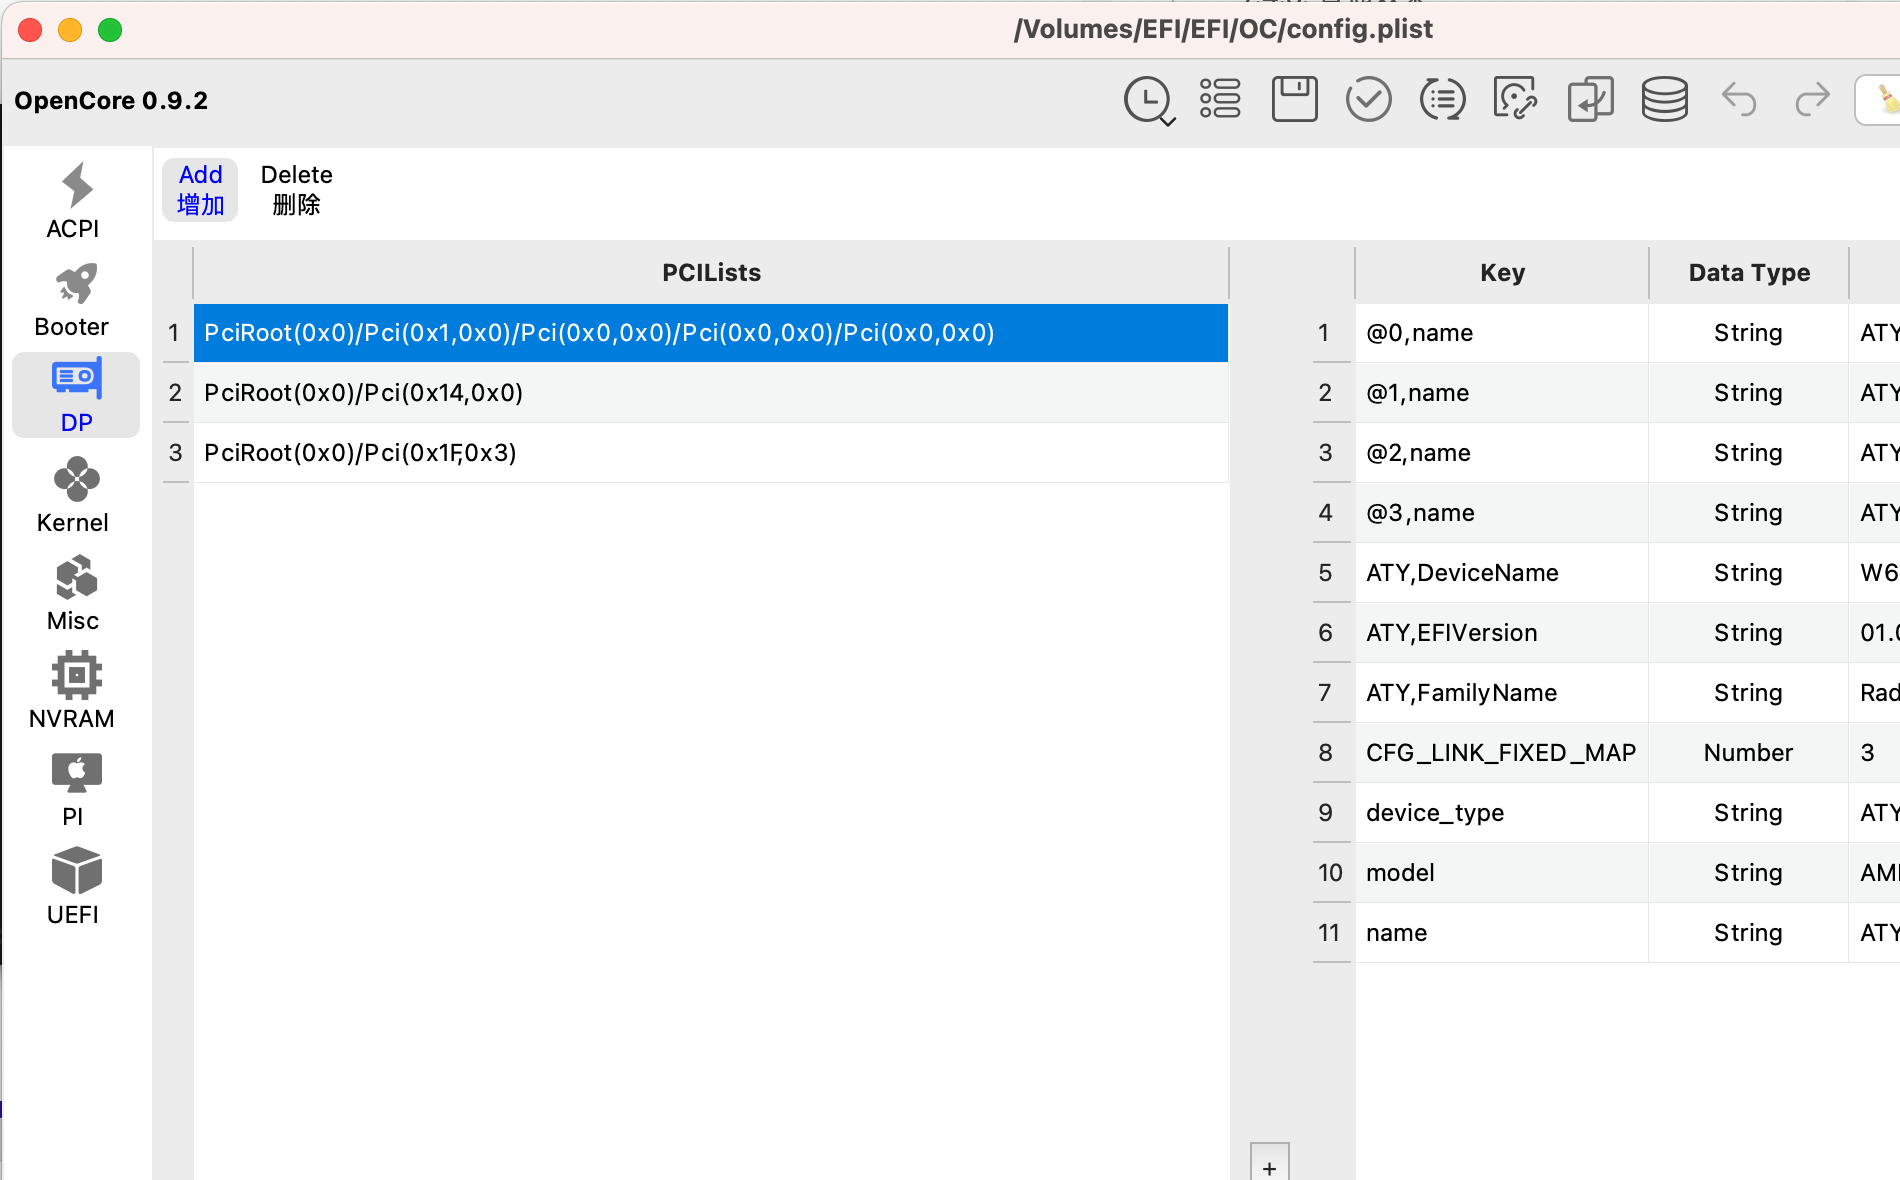 /Volumes/EFI/EFI/OC/config.plist
OpenCore 0.9.2
ACPI
Booter
DP
Kernel
Misc
NVRAM
PI
UEFI
Add
增加
Delete
删除
PCILists
1 PciRoot(0x0)/Pci(0x1,0x0)/Pci(0x0,0x0)/Pci(0x0,0x0)/Pci(0x0,0x0)
2 PciRoot(0x0)/Pci(0x14,0x0)
3 PciRoot(0x0)/Pci(0x1F,0x3)
Key Data Type
1 @0,name String ATY
2 @1,name String ATY
3 @2,name String ATY
4 @3,name String ATY
5 ATY,DeviceName String W6
6 ATY,EFIVersion String 01.0
7 ATY,FamilyName String Rad
8 CFG_LINK_FIXED_MAP Number 3
9 device_type String ATY
10 model String AM
11 name String ATY
+